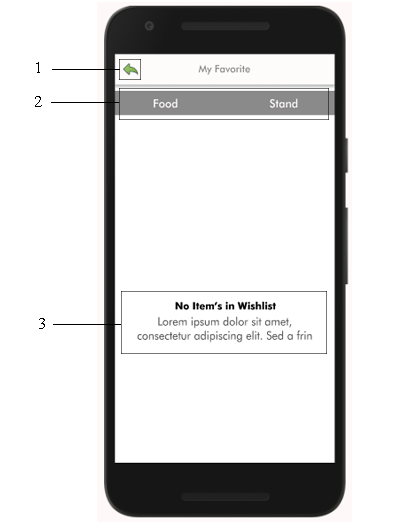 1
My Favorite
2
Food Stand
No Item's in Wishlist
3
Lorem ipsum dolor sit amet,
consectetur adipiscing elit. Sed a frin